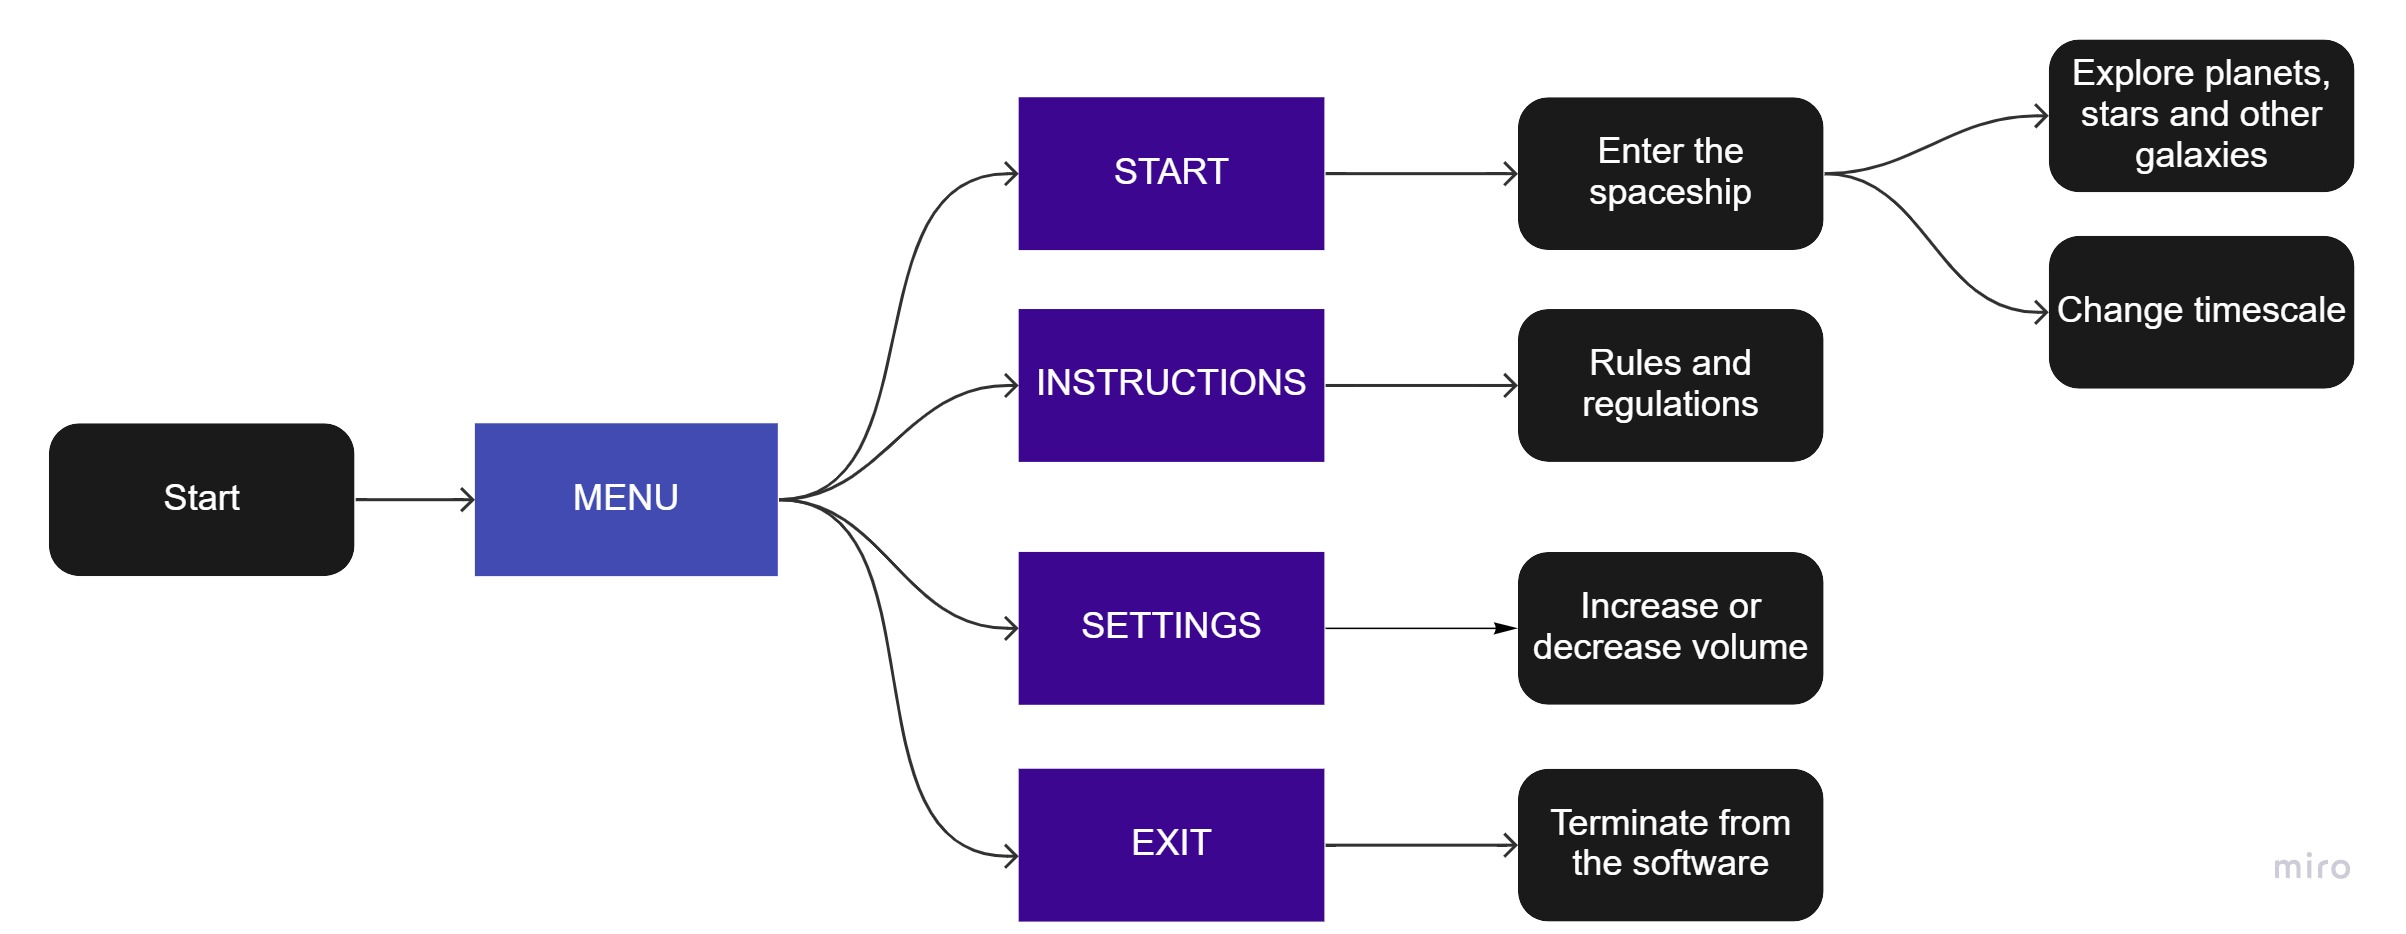 Start
MENU
START
Enter the
spaceship
Explore planets,
stars and other
galaxies
Change timescale
INSTRUCTIONS
Rules and
regulations
SETTINGS
Increase or
decrease volume
EXIT
Terminate from
the software
miro